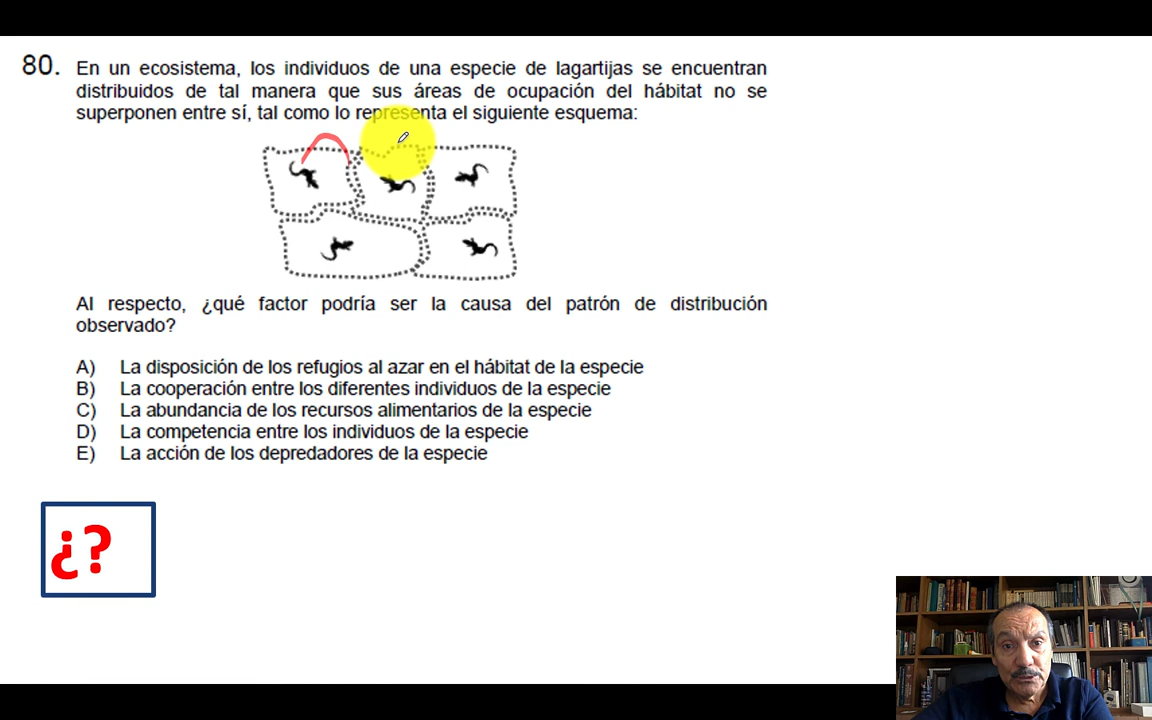 80. En un ecosistema, los individuos de una especie de lagartijas se encuentran
distribuidos de tal manera que sus áreas de ocupación del hábitat no se
superponen entre sí, tal como lo representa el siguiente esquema:
Al respecto, ¿qué factor podría ser la causa del patrón de distribución
observado?
A) La disposición de los refugios al azar en el hábitat de la especie
B) La cooperación entre los diferentes individuos de la especie
C) La abundancia de los recursos alimentarios de la especie
D) La competencia entre los individuos de la especie
E) La acción de los depredadores de la especie
¿?